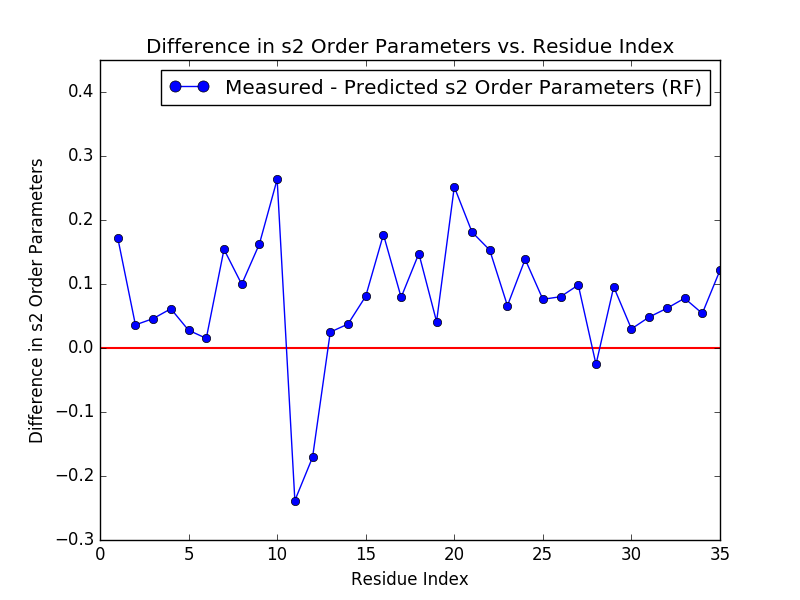 Difference in s2 Order Parameters vs. Residue Index
Measured - Predicted s2 Order Parameters (RF)
Difference in s2 Order Parameters
0.4
0.3
0.2
0.1
0.0
−0.1
−0.2
−0.3
0 5 10 15 20 25 30 35
Residue Index